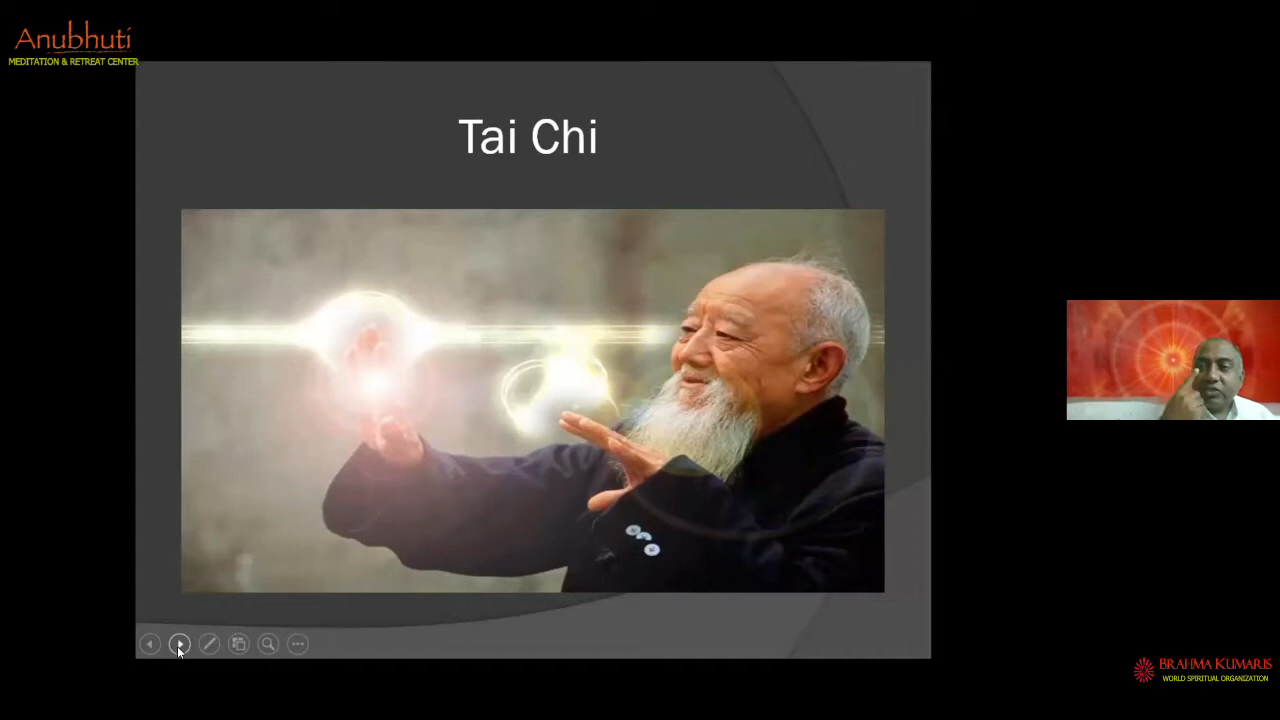 Anubhuti
MEDITATION & RETREAT CENTER
Tai Chi
BRAHMA KUMARIS
WORLD SPIRITUAL ORGANIZATION